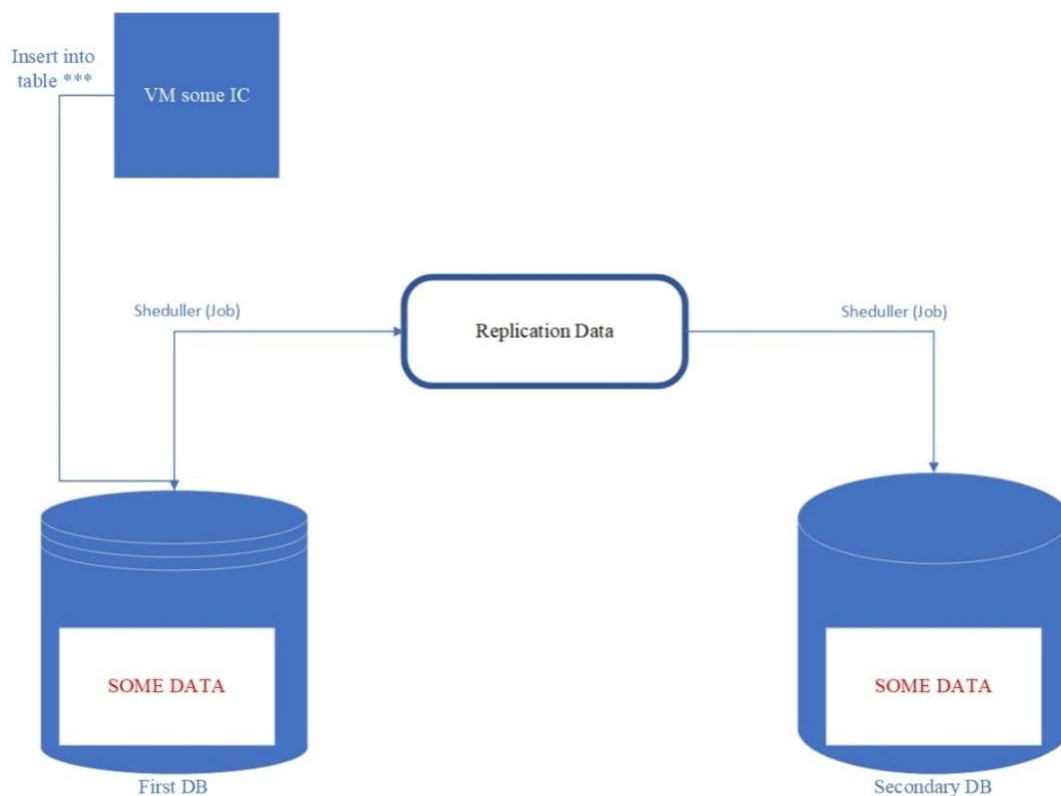 Insert into
table ***
VM some IC
Sheduller (Job)
Replication Data
Sheduller (Job)
SOME DATA
SOME DATA
First DB
Secondary DB